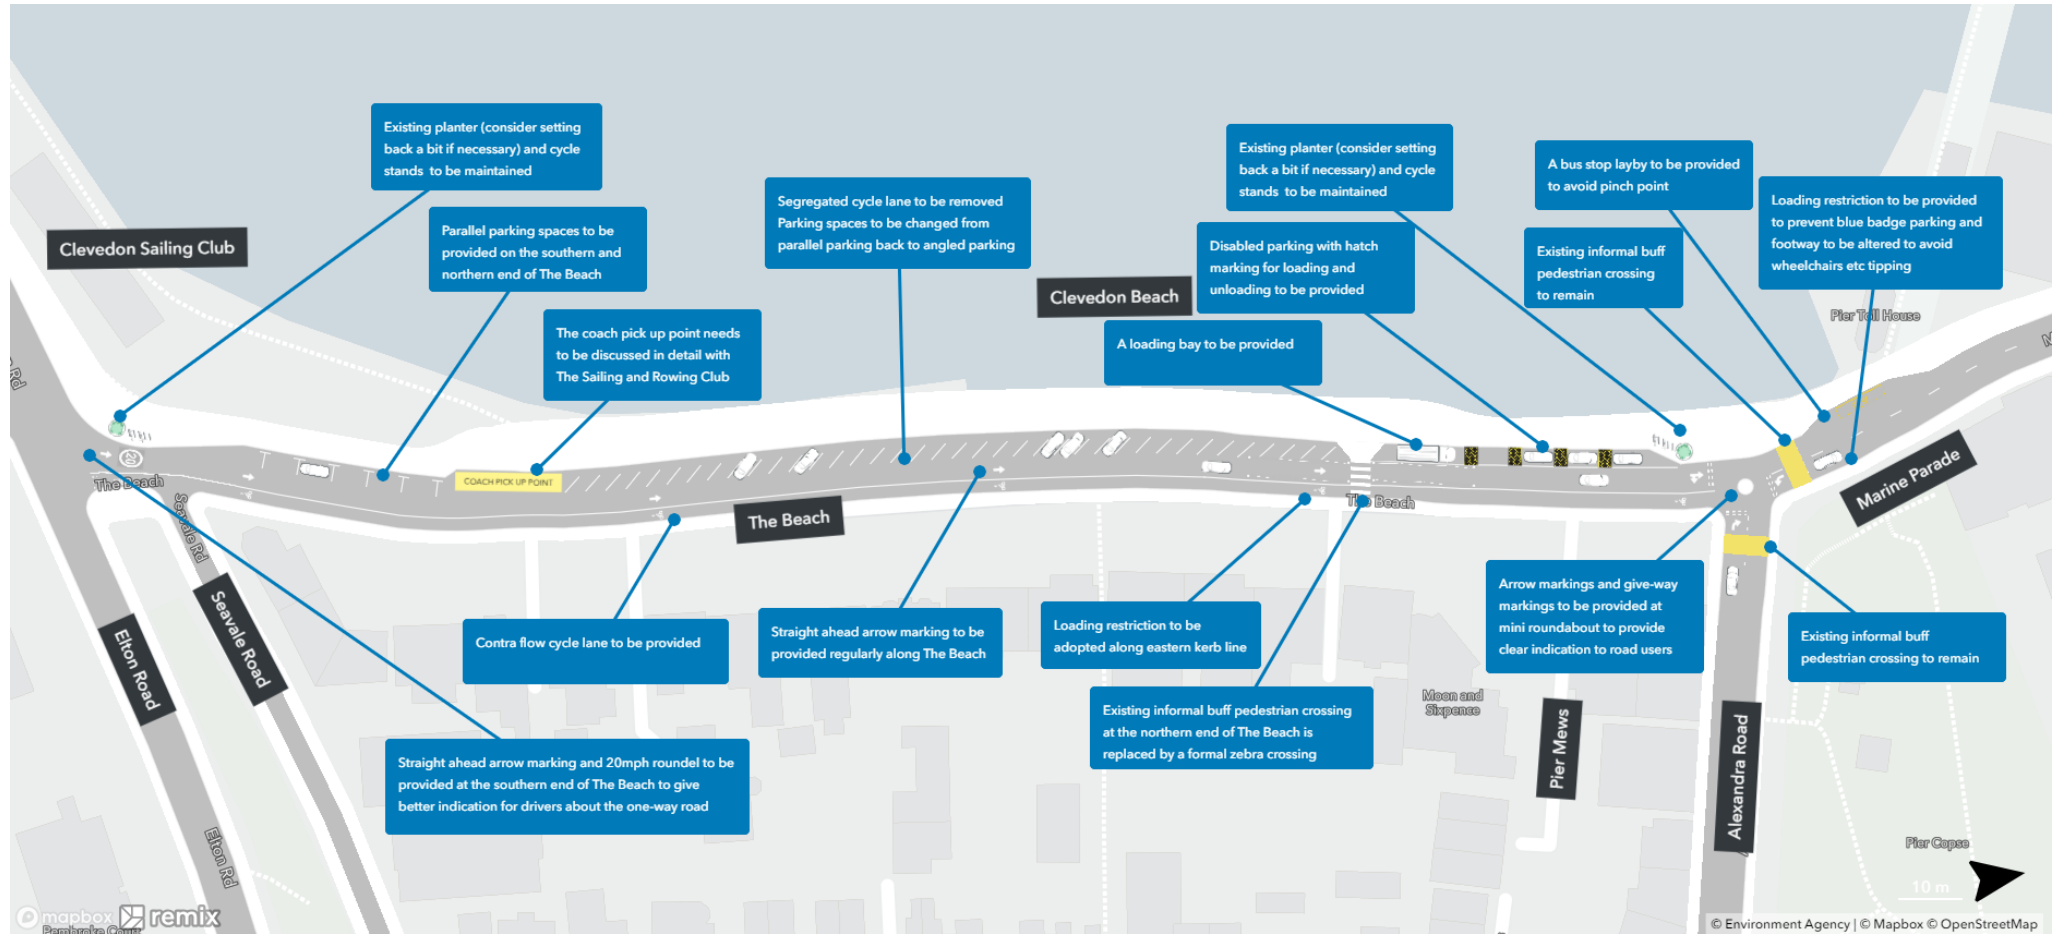 Existing planter (consider setting
back a bit if necessary) and cycle
stands to be maintained
Existing planter (consider setting
back a bit if necessary) and cycle
stands to be maintained
A bus stop layby to be provided
to avoid pinch point
Loading restriction to be provided
to prevent blue badge parking and
footway to be altered to avoid
wheelchairs etc tipping
Segregated cycle lane to be removed
Parking spaces to be changed from
parallel parking back to angled parking
Parallel parking spaces to be
provided on the southern and
northern end of The Beach
Clevedon Sailing Club
Disabled parking with hatch
marking for loading and
unloading to be provided
Existing informal buff
pedestrian crossing
to remain
Clevedon Beach
Pier Toll House
The coach pick up point needs
to be discussed in detail with
The Sailing and Rowing Club
A loading bay to be provided
Rd
20
COACH PICK UP POINT
The Beach
Seavale Rd
The Beach
The Beach
Marine Parade
Arrow markings and give-way
markings to be provided at
mini roundabout to provide
clear indication to road users
Seavale Road
Elton Road
Contra flow cycle lane to be provided
Straight ahead arrow marking to be
provided regularly along The Beach
Loading restriction to be
adopted along eastern kerb line
Existing informal buff
pedestrian crossing to remain
Moon and
Sixpence
Existing informal buff pedestrian crossing
at the northern end of The Beach is
replaced by a formal zebra crossing
Pier Mews
Alexandra Road
Straight ahead arrow marking and 20mph roundel to be
provided at the southern end of The Beach to give
better indication for drivers about the one-way road
Elton Rd
Pier Copse
10 m
mapbox remix
Pembroke Court
© Environment Agency | © Mapbox © OpenStreetMap